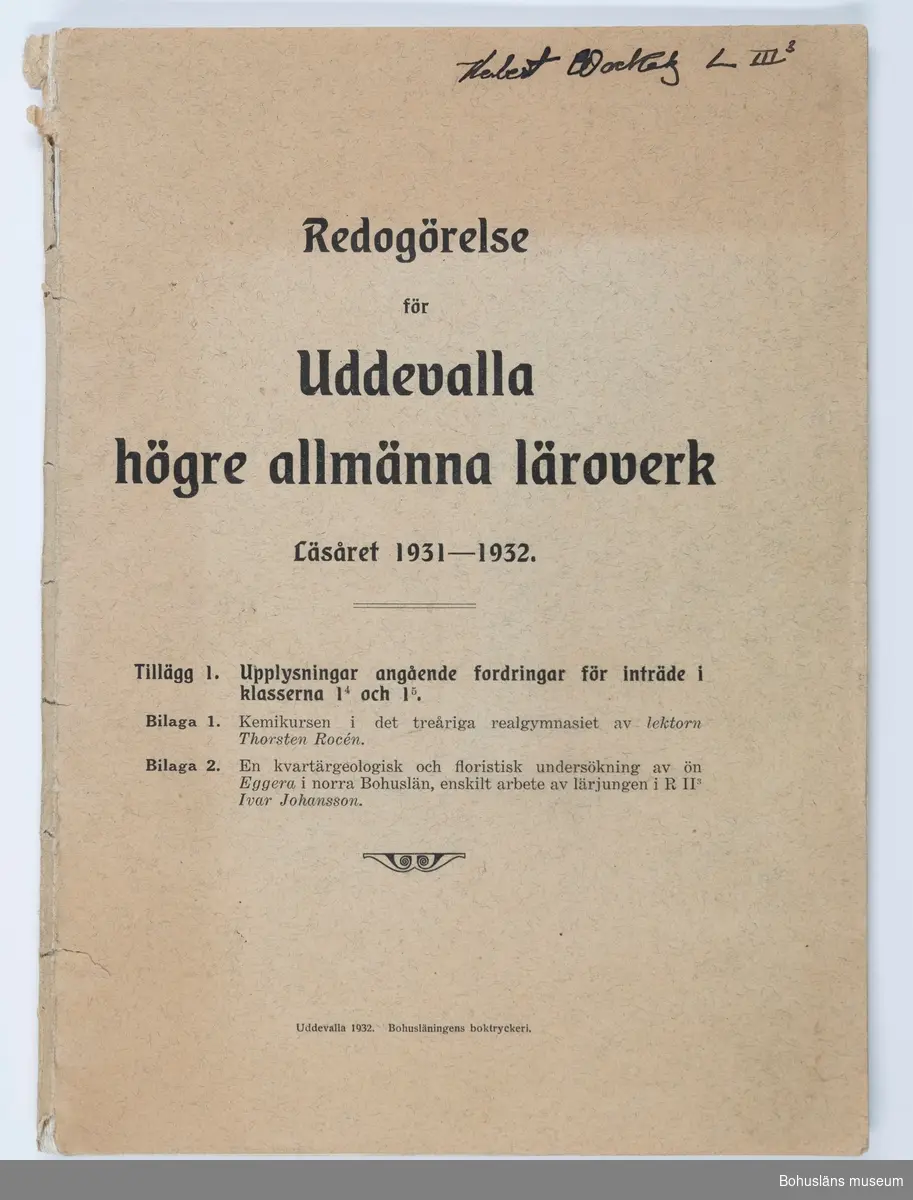 L III³
Redogörelse
för
Uddevalla
högre allmänna läroverk
Läsåret 1931—1932.
Tillägg 1. Upplysningar angående fordringar för inträde i
klasserna 1⁴ och 1⁵.
Bilaga 1. Kemikursen i det treåriga realgymnasiet av lektorn
Thorsten Rocén.
Bilaga 2. En kvartärgeologisk och floristisk undersökning av ön
Eggera i norra Bohuslän, enskilt arbete av lärjungen i R II³
Ivar Johansson.
Uddevalla 1932. Bohusläningens boktryckeri.
Bohusläns museum